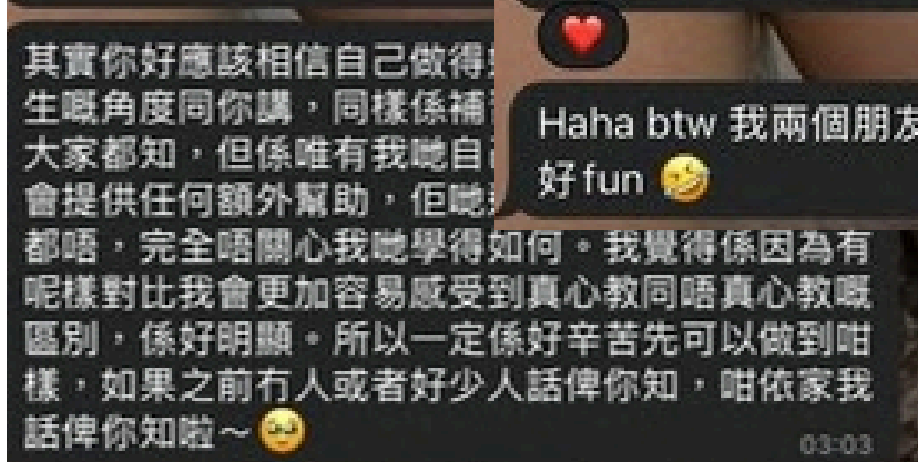 其實你好應該相信自己做得
生嘅角度同你講，同樣係補
大家都知，但係唯有我哋自
會提供任何額外幫助，佢哋
都唔，完全唔關心我哋學得如何。我覺得係因為有
呢樣對比我會更加容易感受到真心教同唔真心教嘅
區別，係好明顯。所以一定係好辛苦先可以做到咁
樣，如果之前冇人或者好少人話俾你知，咁依家我
話俾你知啦～🥹
03:03
❤️
Haha btw 我兩個朋友
好fun 🤣